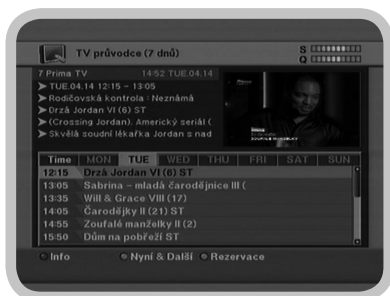 TV průvodce (7 dnů)
S
Q
7 Prima TV 14:52 TUE.04.14
TUE.04.14 12:15 - 13:05
Rodičovská kontrola : Neznámá
Drzá Jordan VI (6) ST
(Crossing Jordan). Americký seriál (
Skvělá soudní lékařka Jordan s nad
ZOUFALÉ MANŽELKY
Time MON TUE WED THU FRI SAT SUN
12:15 Drzá Jordan VI (6) ST
13:05 Sabrina - mladá čarodějnice III (
13:35 Will & Grace VIII (17)
14:05 Čarodějky II (21) ST
14:55 Zoufalé manželky II (2)
15:50 Dům na pobřeží ST
Info Nyní & Další Rezervace